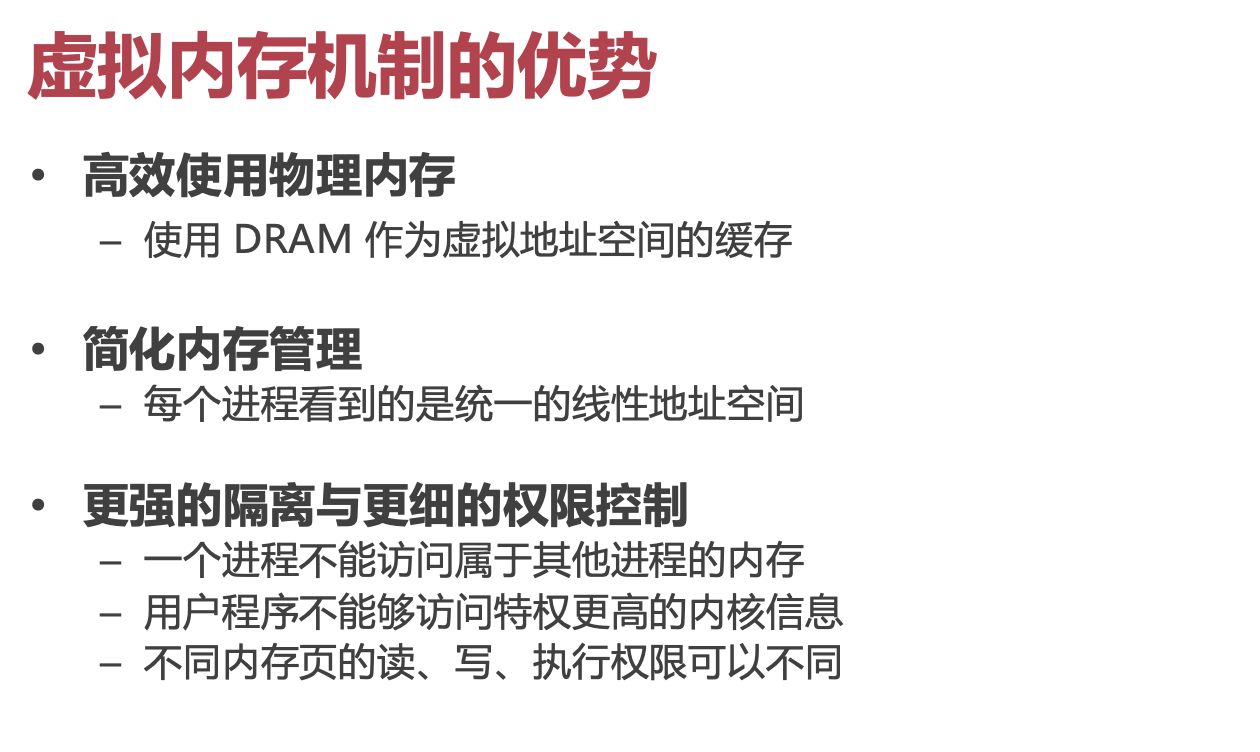 虚拟内存机制的优势
• 高效使用物理内存
– 使用 DRAM 作为虚拟地址空间的缓存
• 简化内存管理
– 每个进程看到的是统一的线性地址空间
• 更强的隔离与更细的权限控制
– 一个进程不能访问属于其他进程的内存
– 用户程序不能够访问特权更高的内核信息
– 不同内存页的读、写、执行权限可以不同